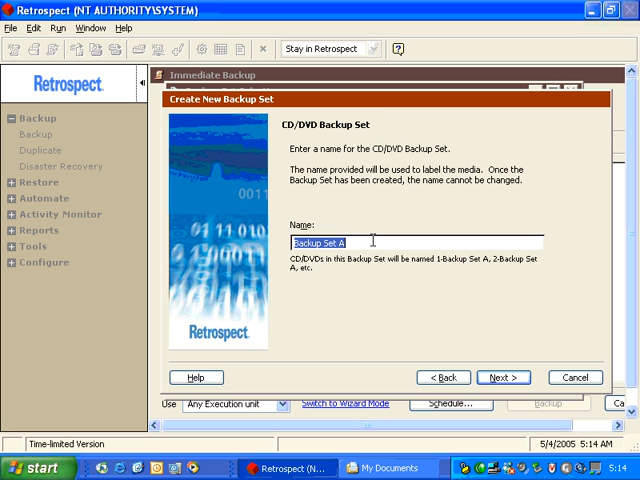 Retrospect (NT AUTHORITY\SYSTEM)
File Edit Run Window Help
Stay in Retrospect
Retrospect
Backup
Backup
Duplicate
Disaster Recovery
Restore
Automate
Activity Monitor
Reports
Tools
Configure
Immediate Backup
Create New Backup Set
CD/DVD Backup Set
Enter a name for the CD/DVD Backup Set.
The name provided will be used to label the media. Once the
Backup Set has been created, the name cannot be changed.
Name:
Backup Set A
CD/DVDs in this Backup Set will be named 1-Backup Set A, 2-Backup Set
A, etc.
Retrospect
Help
< Back
Next >
Cancel
Use
Any Execution unit
Switch to Wizard Mode
Schedule...
Backup
Ca
Time-limited Version
5/4/2005 5:14 AM
start
Retrospect (N...
My Documents
5:14